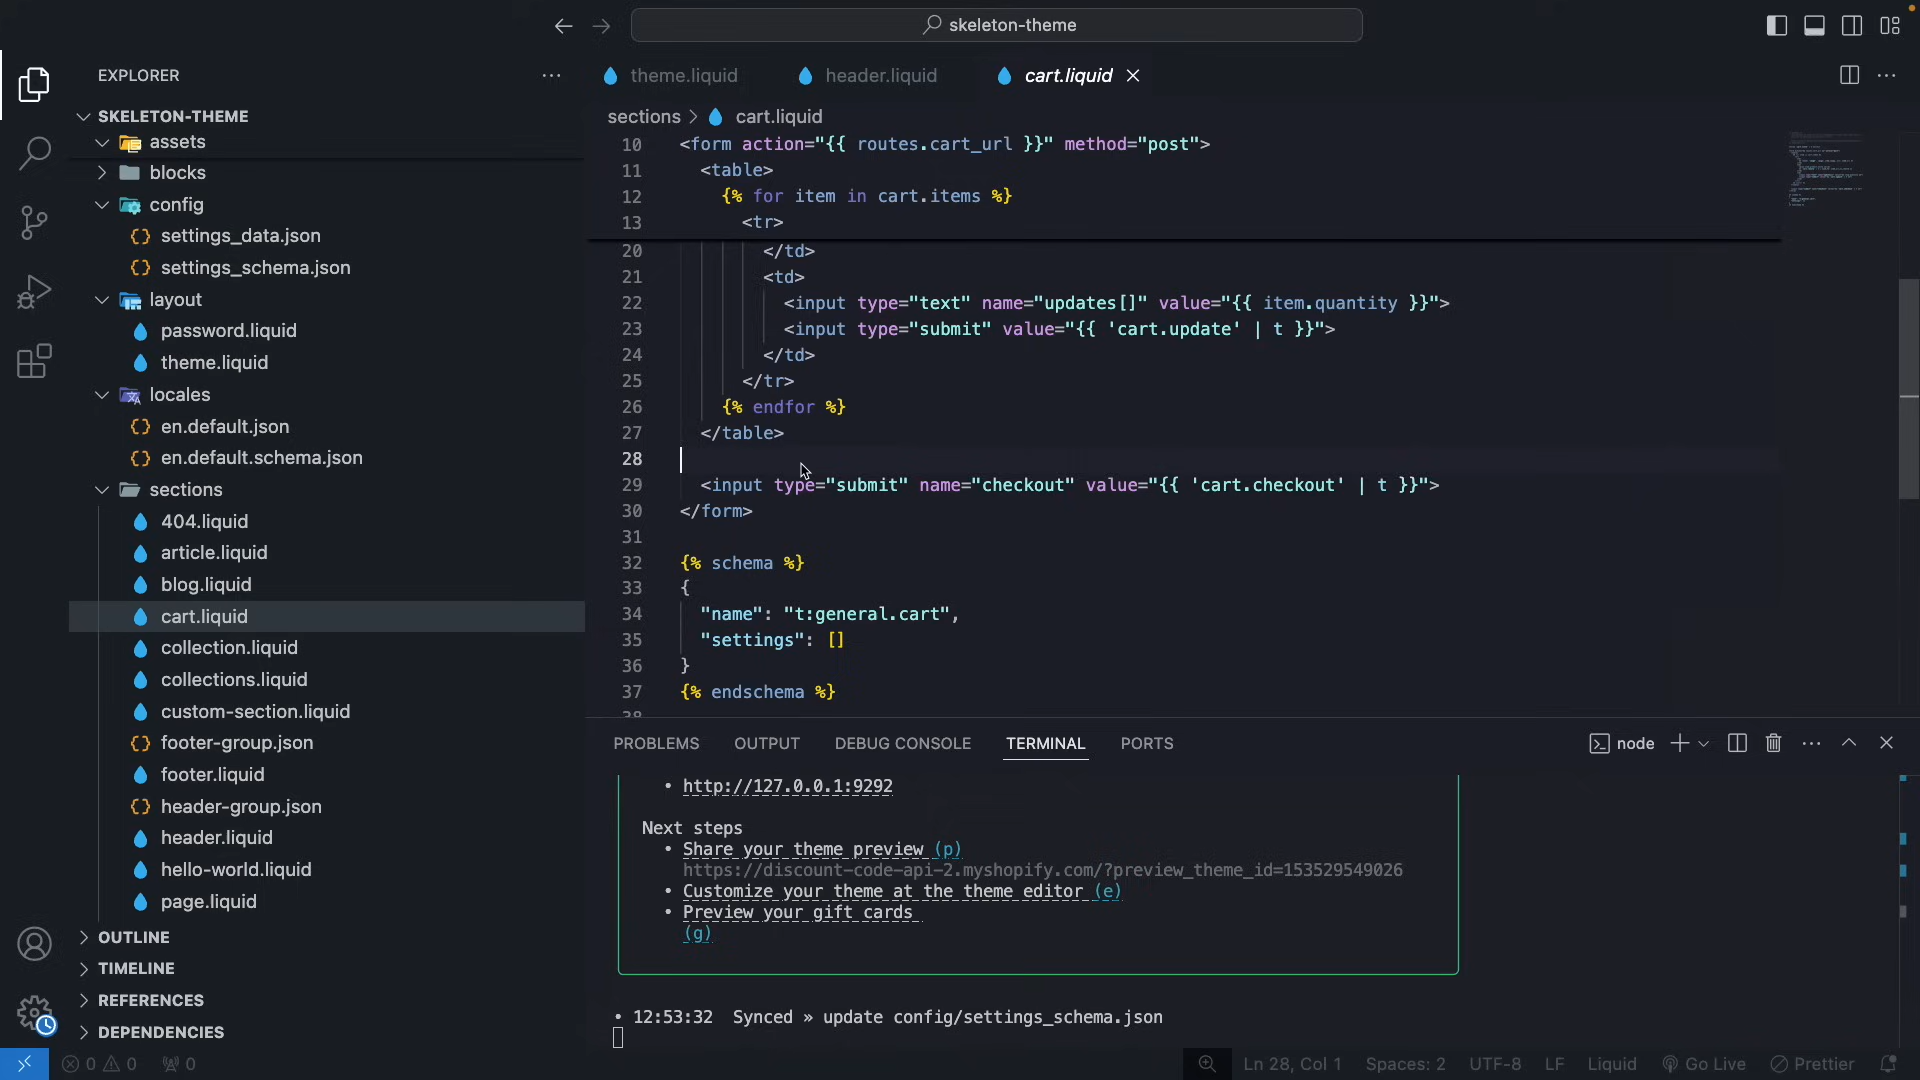 skeleton-theme
EXPLORER
SKELETON-THEME
assets
blocks
config
settings_data.json
settings_schema.json
layout
password.liquid
theme.liquid
locales
en.default.json
en.default.schema.json
sections
404.liquid
article.liquid
blog.liquid
cart.liquid
collection.liquid
collections.liquid
custom-section.liquid
footer-group.json
footer.liquid
header-group.json
header.liquid
hello-world.liquid
page.liquid
OUTLINE
TIMELINE
REFERENCES
DEPENDENCIES
theme.liquid header.liquid cart.liquid
sections > cart.liquid
10 <form action="{{ routes.cart_url }}" method="post">
11 <table>
12 {% for item in cart.items %}
13 <tr>
20 </td>
21 <td>
22 <input type="text" name="updates[]" value="{{ item.quantity }}">
23 <input type="submit" value="{{ 'cart.update' | t }}">
24 </td>
25 </tr>
26 {% endfor %}
27 </table>
28
29 <input type="submit" name="checkout" value="{{ 'cart.checkout' | t }}">
30 </form>
31
32 {% schema %}
33 {
34 "name": "t:general.cart",
35 "settings": []
36 }
37 {% endschema %}
38
PROBLEMS OUTPUT DEBUG CONSOLE TERMINAL PORTS node
• http://127.0.0.1:9292
Next steps
• Share your theme preview (p)
https://discount-code-api-2.myshopify.com/?preview_theme_id=153529549026
• Customize your theme at the theme editor (e)
• Preview your gift cards
(g)
• 12:53:32 Synced » update config/settings_schema.json
0 0 0 Ln 28, Col 1 Spaces: 2 UTF-8 LF Liquid Go Live Prettier